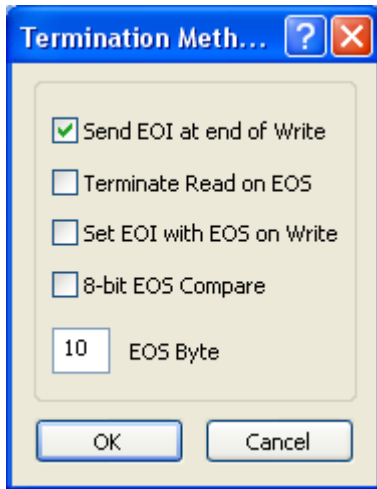 Termination Meth...
Send EOI at end of Write
Terminate Read on EOS
Set EOI with EOS on Write
8-bit EOS Compare
10 EOS Byte
OK Cancel